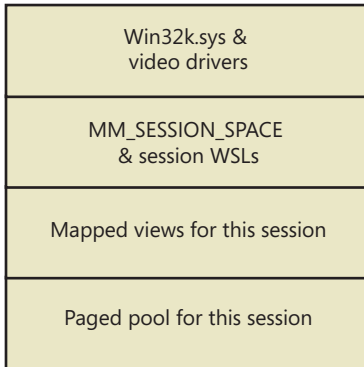 Win32k.sys &
video drivers
MM_SESSION_SPACE
& session WSLs
Mapped views for this session
Paged pool for this session